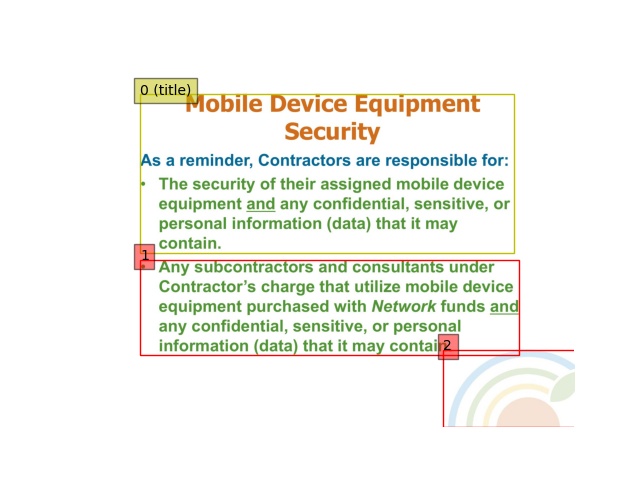 0 (title)
Mobile Device Equipment
Security
As a reminder, Contractors are responsible for:
• The security of their assigned mobile device
equipment and any confidential, sensitive, or
personal information (data) that it may
contain.
1
• Any subcontractors and consultants under
Contractor’s charge that utilize mobile device
equipment purchased with Network funds and
any confidential, sensitive, or personal
information (data) that it may contain.
2